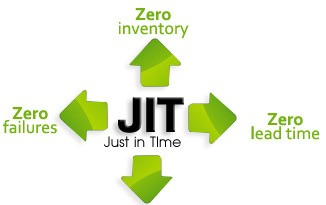 Zero
inventory
Zero
failures
JIT
Just in TIme
Zero
lead time